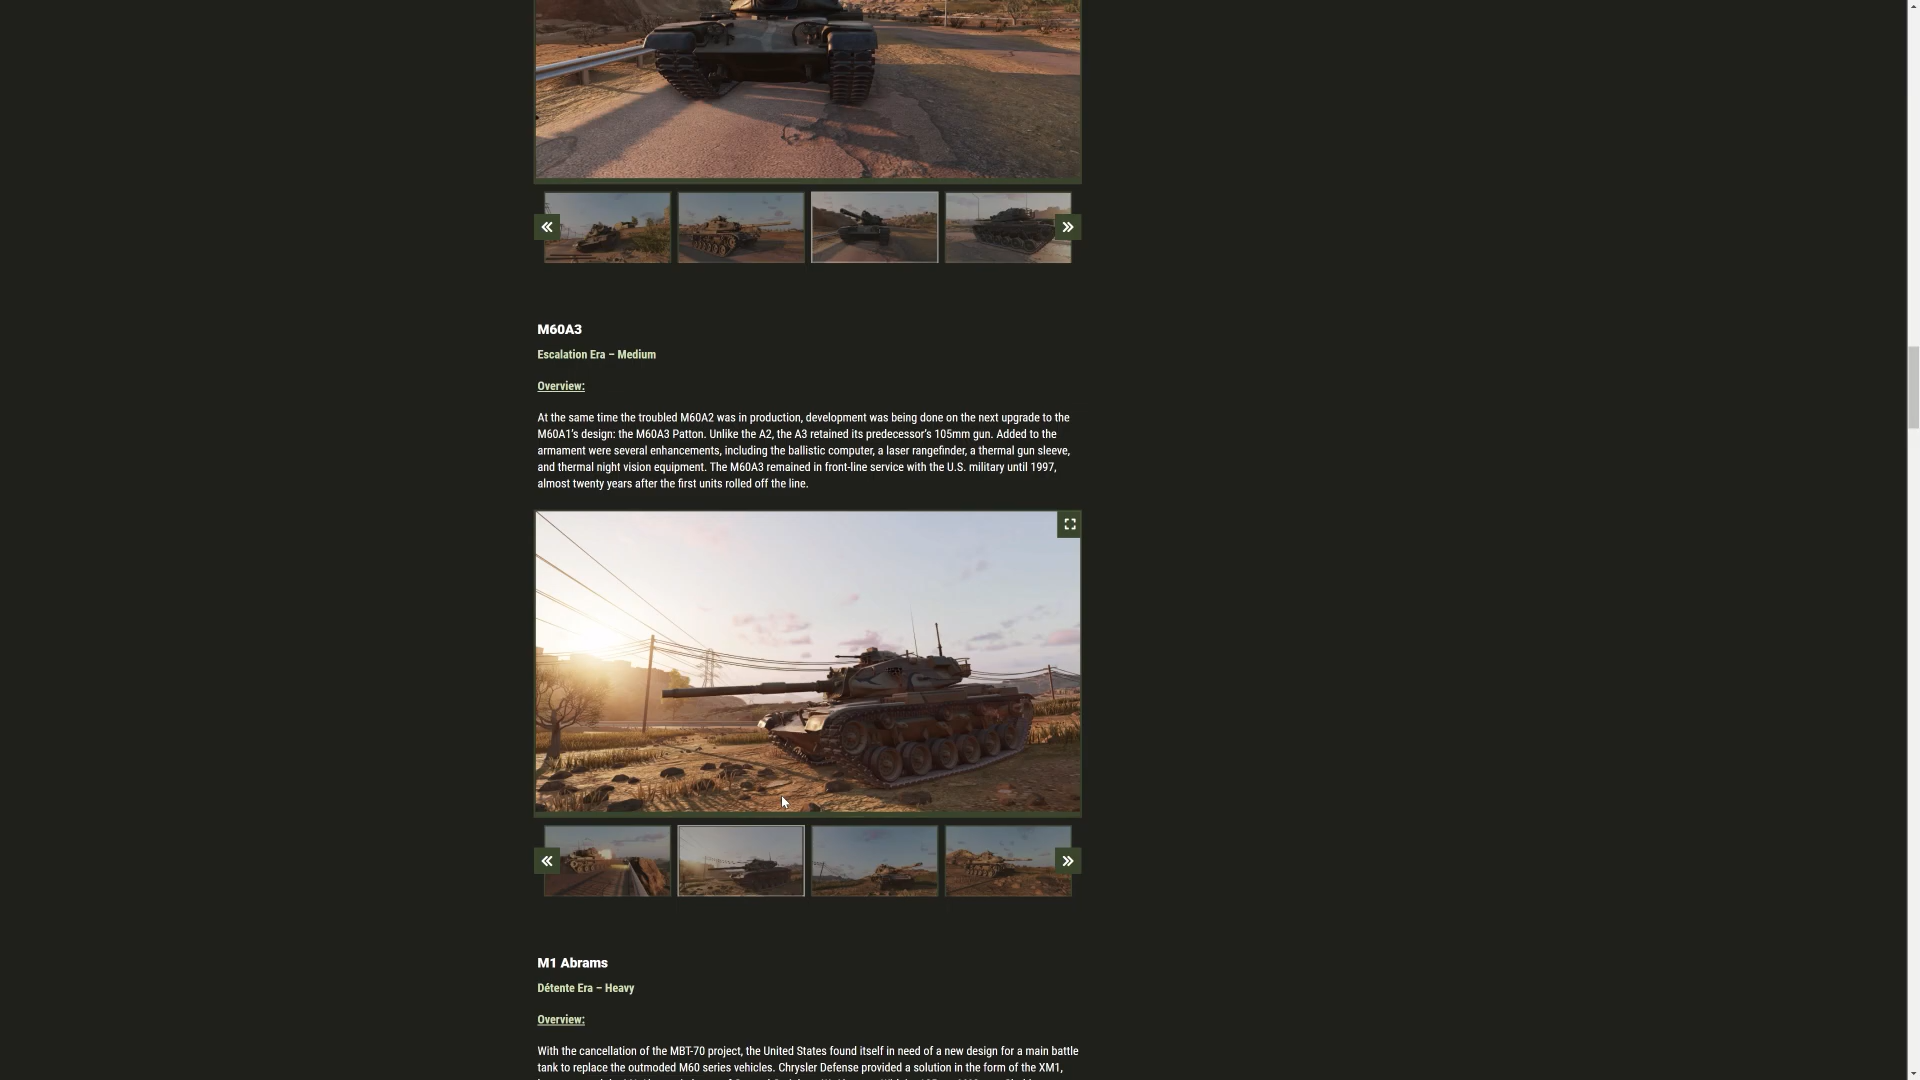 M60A3
Escalation Era – Medium
Overview:
At the same time the troubled M60A2 was in production, development was being done on the next upgrade to the
M60A1's design: the M60A3 Patton. Unlike the A2, the A3 retained its predecessor's 105mm gun. Added to the
armament were several enhancements, including the ballistic computer, a laser rangefinder, a thermal gun sleeve,
and thermal night vision equipment. The M60A3 remained in front-line service with the U.S. military until 1997,
almost twenty years after the first units rolled off the line.
M1 Abrams
Détente Era – Heavy
Overview:
With the cancellation of the MBT-70 project, the United States found itself in need of a new design for a main battle
tank to replace the outmoded M60 series vehicles. Chrysler Defense provided a solution in the form of the XM1,